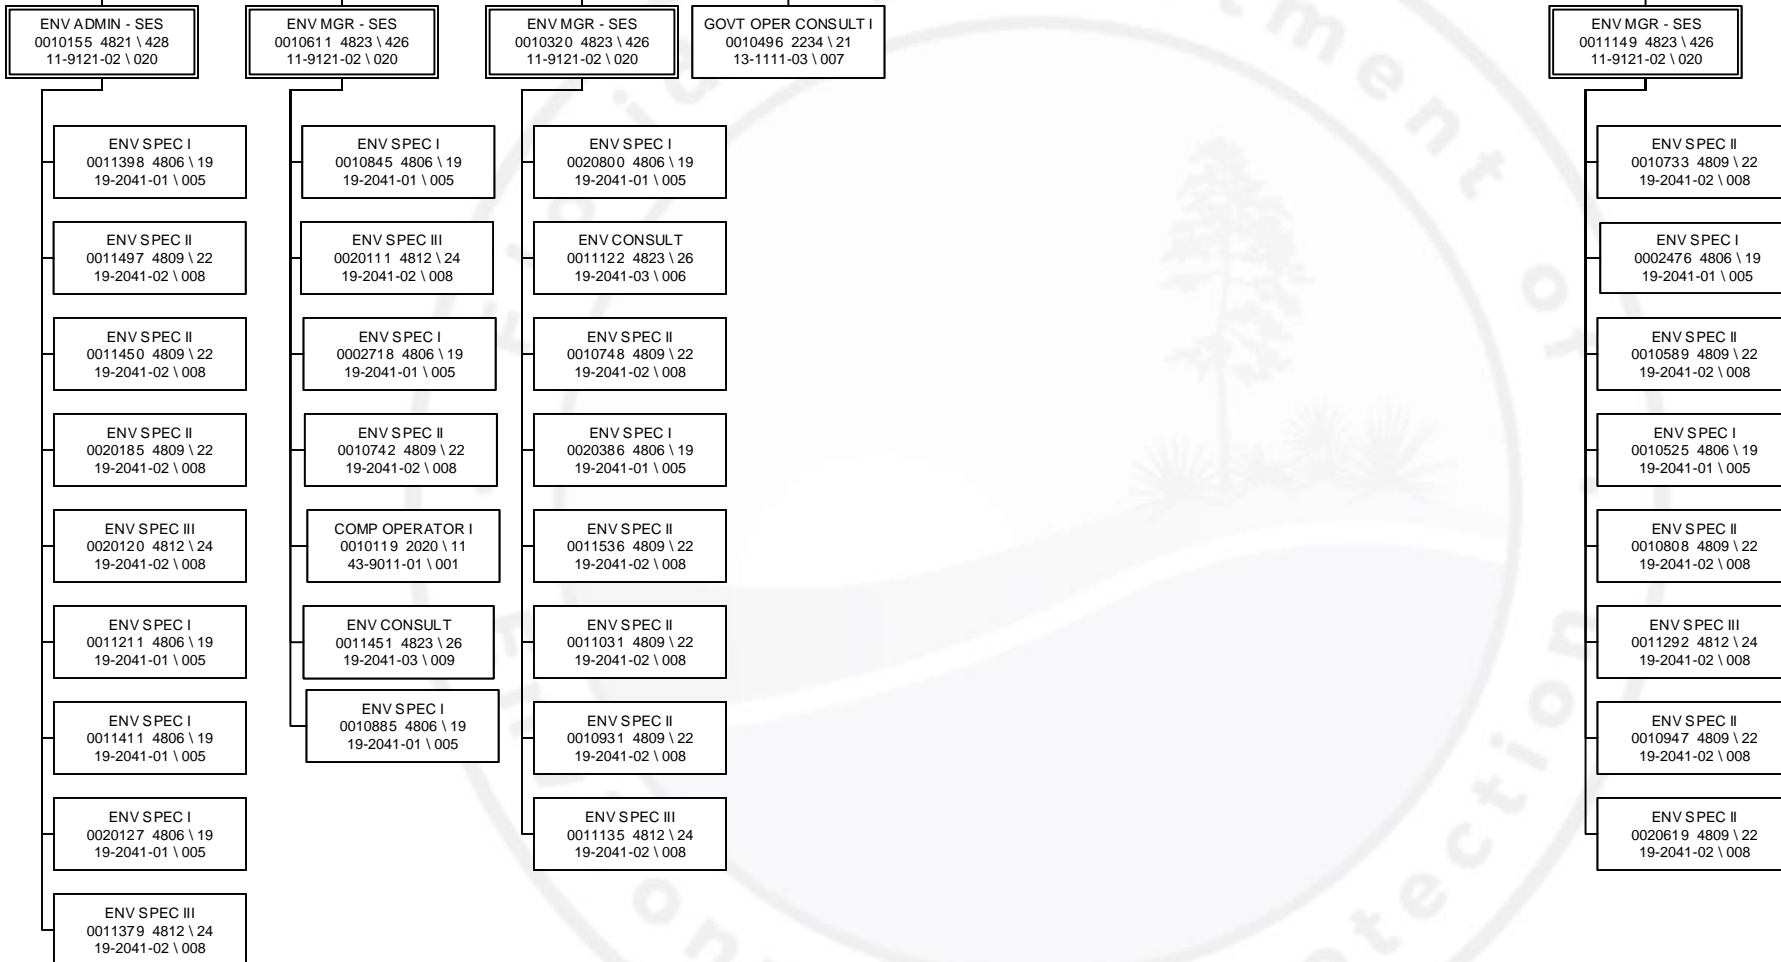 ENV ADMIN - SES
0010155 4821 \ 428
11-9121-02 \ 020
ENV MGR - SES
0010611 4823 \ 426
11-9121-02 \ 020
ENV MGR - SES
0010320 4823 \ 426
11-9121-02 \ 020
GOVT OPER CONSULT I
0010496 2234 \ 21
13-1111-03 \ 007
ENV MGR - SES
0011149 4823 \ 426
11-9121-02 \ 020
ENV SPEC I
0011398 4806 \ 19
19-2041-01 \ 005
ENV SPEC II
0011497 4809 \ 22
19-2041-02 \ 008
ENV SPEC II
0011450 4809 \ 22
19-2041-02 \ 008
ENV SPEC II
0020185 4809 \ 22
19-2041-02 \ 008
ENV SPEC III
0020120 4812 \ 24
19-2041-02 \ 008
ENV SPEC I
0011211 4806 \ 19
19-2041-01 \ 005
ENV SPEC I
0011411 4806 \ 19
19-2041-01 \ 005
ENV SPEC I
0020127 4806 \ 19
19-2041-01 \ 005
ENV SPEC III
0011379 4812 \ 24
19-2041-02 \ 008
ENV SPEC I
0010845 4806 \ 19
19-2041-01 \ 005
ENV SPEC III
0020111 4812 \ 24
19-2041-02 \ 008
ENV SPEC I
0002718 4806 \ 19
19-2041-01 \ 005
ENV SPEC II
0010742 4809 \ 22
19-2041-02 \ 008
COMP OPERATOR I
0010119 2020 \ 11
43-9011-01 \ 001
ENV CONSULT
0011451 4823 \ 26
19-2041-03 \ 009
ENV SPEC I
0010885 4806 \ 19
19-2041-01 \ 005
ENV SPEC I
0020800 4806 \ 19
19-2041-01 \ 005
ENV CONSULT
0011122 4823 \ 26
19-2041-03 \ 006
ENV SPEC II
0010748 4809 \ 22
19-2041-02 \ 008
ENV SPEC I
0020386 4806 \ 19
19-2041-01 \ 005
ENV SPEC II
0011536 4809 \ 22
19-2041-02 \ 008
ENV SPEC II
0011031 4809 \ 22
19-2041-02 \ 008
ENV SPEC II
0010931 4809 \ 22
19-2041-02 \ 008
ENV SPEC III
0011135 4812 \ 24
19-2041-02 \ 008
ENV SPEC II
0010733 4809 \ 22
19-2041-02 \ 008
ENV SPEC I
0002476 4806 \ 19
19-2041-01 \ 005
ENV SPEC II
0010589 4809 \ 22
19-2041-02 \ 008
ENV SPEC I
0010525 4806 \ 19
19-2041-01 \ 005
ENV SPEC II
0010808 4809 \ 22
19-2041-02 \ 008
ENV SPEC III
0011292 4812 \ 24
19-2041-02 \ 008
ENV SPEC II
0010947 4809 \ 22
19-2041-02 \ 008
ENV SPEC II
0020619 4809 \ 22
19-2041-02 \ 008